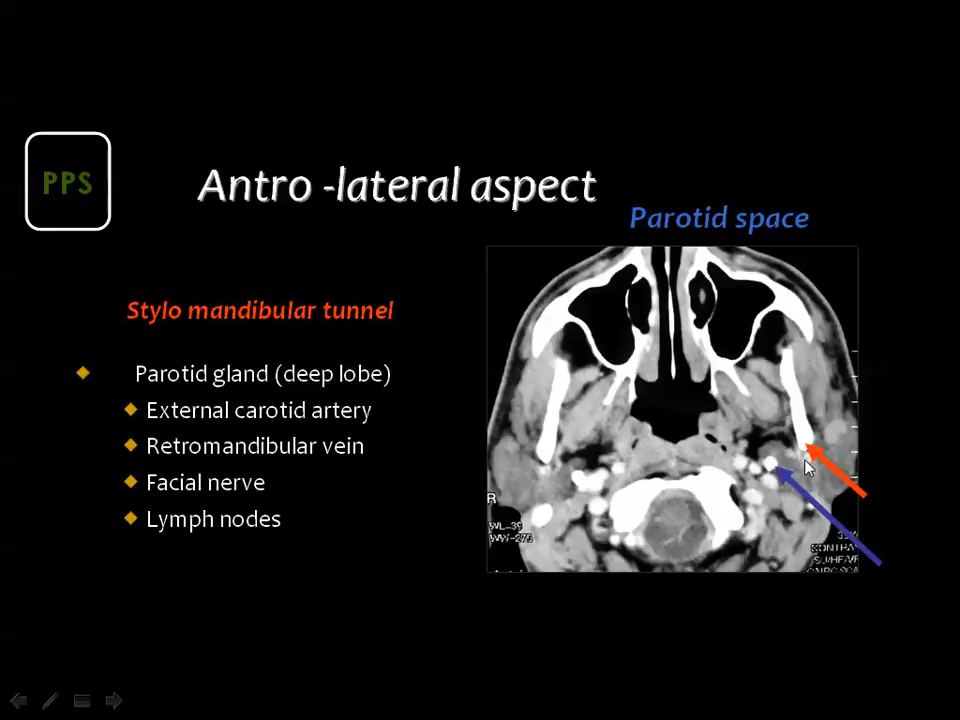 PPS
Antro -lateral aspect
Parotid space
Stylo mandibular tunnel
Parotid gland (deep lobe)
External carotid artery
Retromandibular vein
Facial nerve
Lymph nodes
R